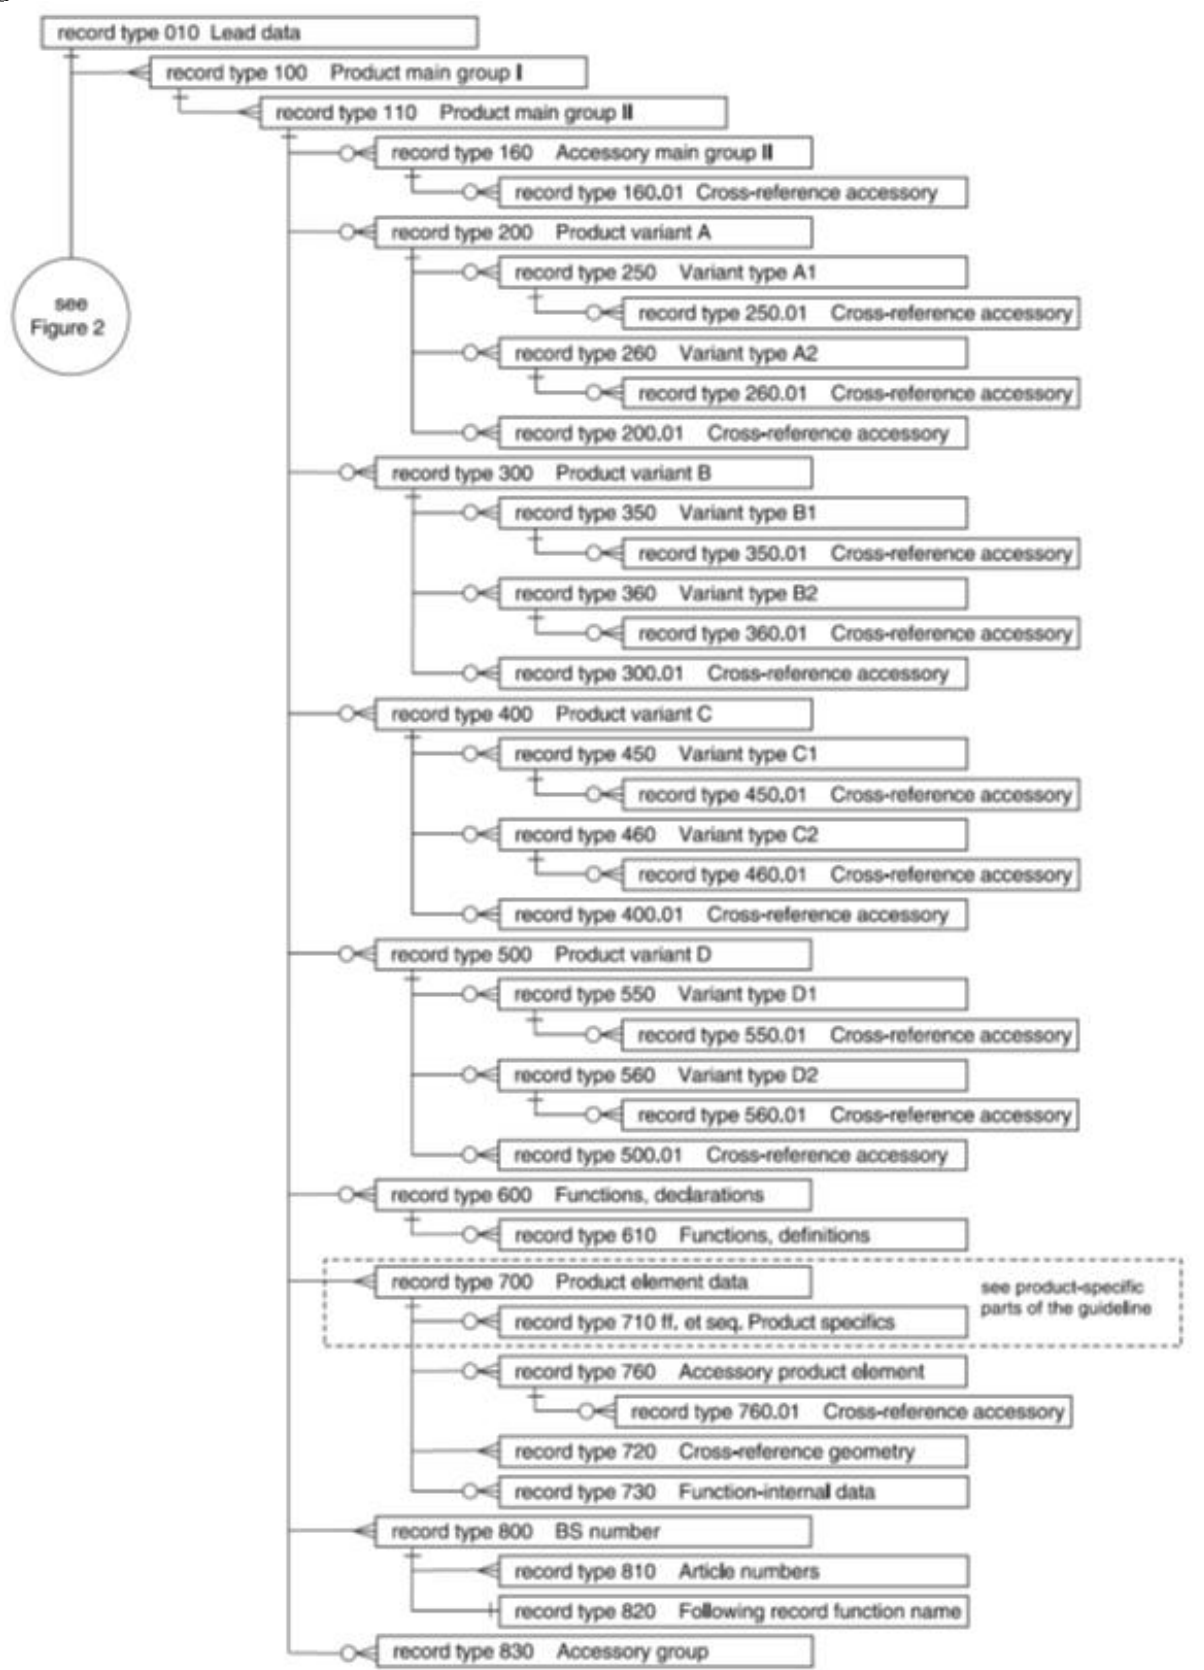 record type 010 Lead data
record type 100 Product main group I
record type 110 Product main group II
record type 160 Accessory main group II
record type 160.01 Cross-reference accessory
record type 200 Product variant A
record type 250 Variant type A1
see
Figure 2
record type 250.01 Cross-reference accessory
record type 260 Variant type A2
record type 260.01 Cross-reference accessory
record type 200.01 Cross-reference accessory
record type 300 Product variant B
record type 350 Variant type B1
record type 350.01 Cross-reference accessory
record type 360 Variant type B2
record type 360.01 Cross-reference accessory
record type 300.01 Cross-reference accessory
record type 400 Product variant C
record type 450 Variant type C1
record type 450.01 Cross-reference accessory
record type 460 Variant type C2
record type 460.01 Cross-reference accessory
record type 400.01 Cross-reference accessory
record type 500 Product variant D
record type 550 Variant type D1
record type 550.01 Cross-reference accessory
record type 560 Variant type D2
record type 560.01 Cross-reference accessory
record type 500.01 Cross-reference accessory
record type 600 Functions, declarations
record type 610 Functions, definitions
record type 700 Product element data
see product-specific
parts of the guideline
record type 710 ff. et seq. Product specifics
record type 760 Accessory product element
record type 760.01 Cross-reference accessory
record type 720 Cross-reference geometry
record type 730 Function-internal data
record type 800 BS number
record type 810 Article numbers
record type 820 Following record function name
record type 830 Accessory group